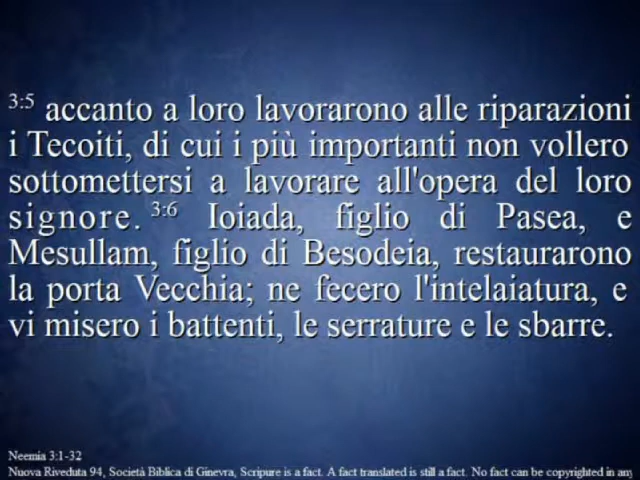 3:5 accanto a loro lavorarono alle riparazioni
i Tecoiti, di cui i più importanti non vollero
sottomettersi a lavorare all'opera del loro
signore. 3:6 Ioiada, figlio di Pasea, e
Mesullam, figlio di Besodeia, restaurarono
la porta Vecchia; ne fecero l'intelaiatura, e
vi misero i battenti, le serrature e le sbarre.
Neemia 3:1-32
Nuova Riveduta 94, Società Biblica di Ginevra, Scripure is a fact. A fact translated is still a fact. No fact can be copyrighted in any